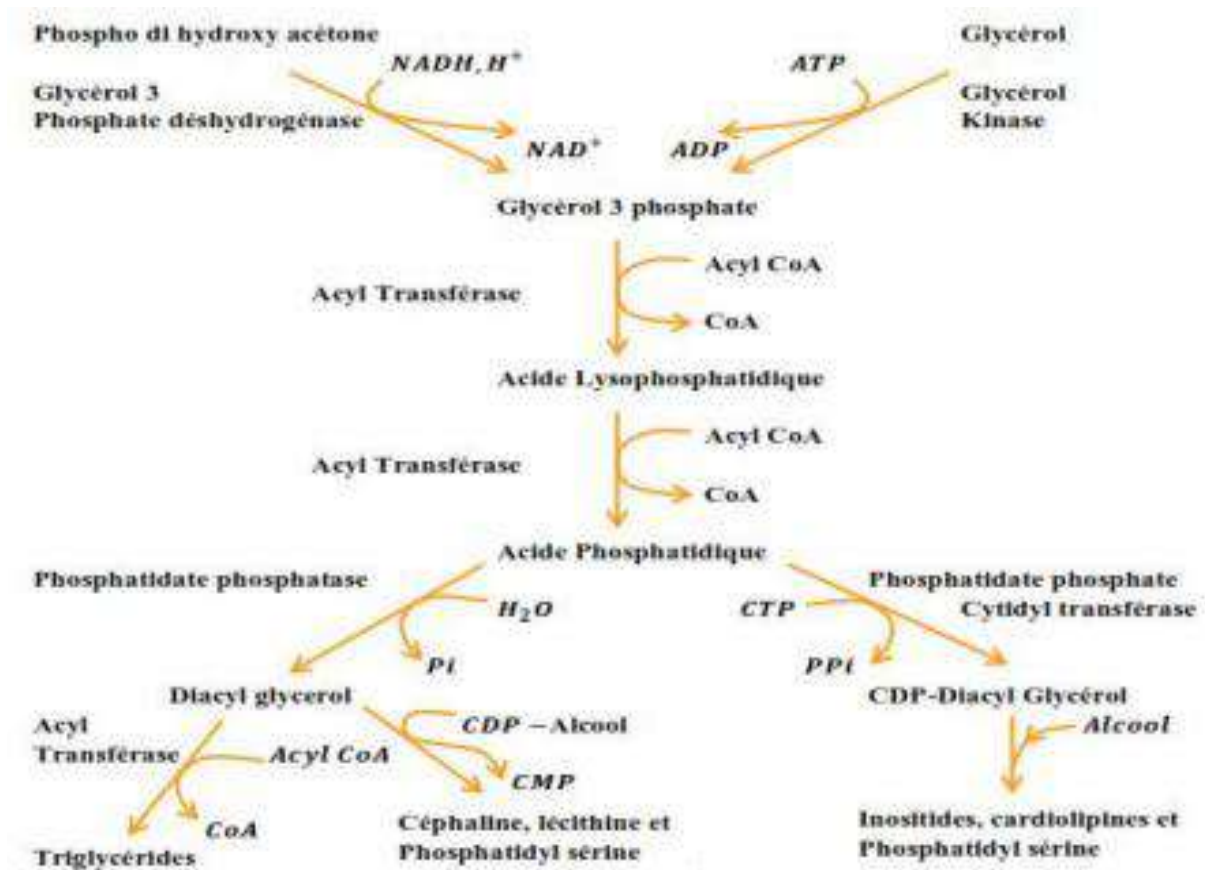 Phospho di hydroxy acétone
Glycérol
NADH, H⁺
ATP
Glycérol 3
Phosphate déshydrogénase
Glycérol
Kinase
NAD⁺
ADP
Glycérol 3 phosphate
Acyl CoA
Acyl Transférase
CoA
Acide Lysophosphatidique
Acyl CoA
Acyl Transférase
CoA
Acide Phosphatidique
Phosphatidate phosphatase
Phosphatidate phosphate
Cytidyl transférase
H₂O
CTP
Pi
PPi
Diacyl glycerol
CDP-Diacyl Glycérol
Acyl
Transférase
Acyl CoA
CDP – Alcool
Alcool
CoA
CMP
Triglycérides
Céphaline, lécithine et
Phosphatidyl sérine
Inositides, cardiolipines et
Phosphatidyl sérine